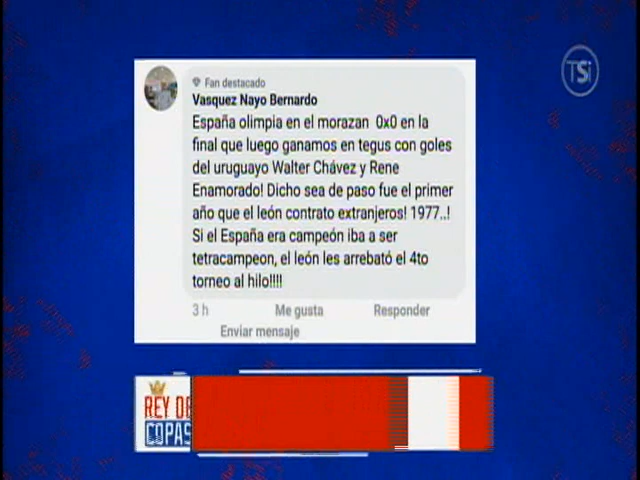 TSi
Fan destacado
Vasquez Nayo Bernardo
España olimpia en el morazan 0x0 en la
final que luego ganamos en tegus con goles
del uruguayo Walter Chávez y Rene
Enamorado! Dicho sea de paso fue el primer
año que el león contrato extranjeros! 1977..!
Si el España era campeón iba a ser
tetracampeon, el león les arrebató el 4to
torneo al hilo!!!!
3 h Me gusta Responder
Enviar mensaje
REY DE
COPAS